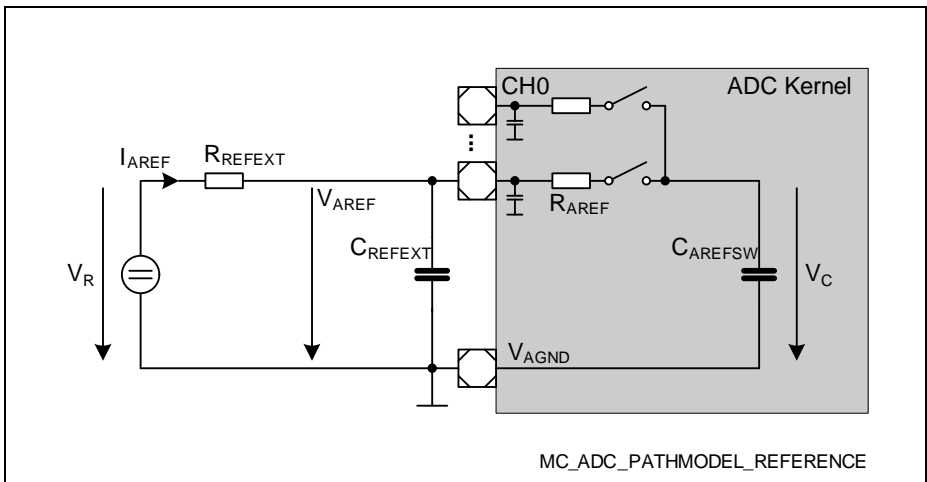 CH0
ADC Kernel
...
I_AREF
R_REFEXT
V_AREF
R_AREF
C_REFEXT
C_AREFSW
V_R
V_C
V_AGND
MC_ADC_PATHMODEL_REFERENCE